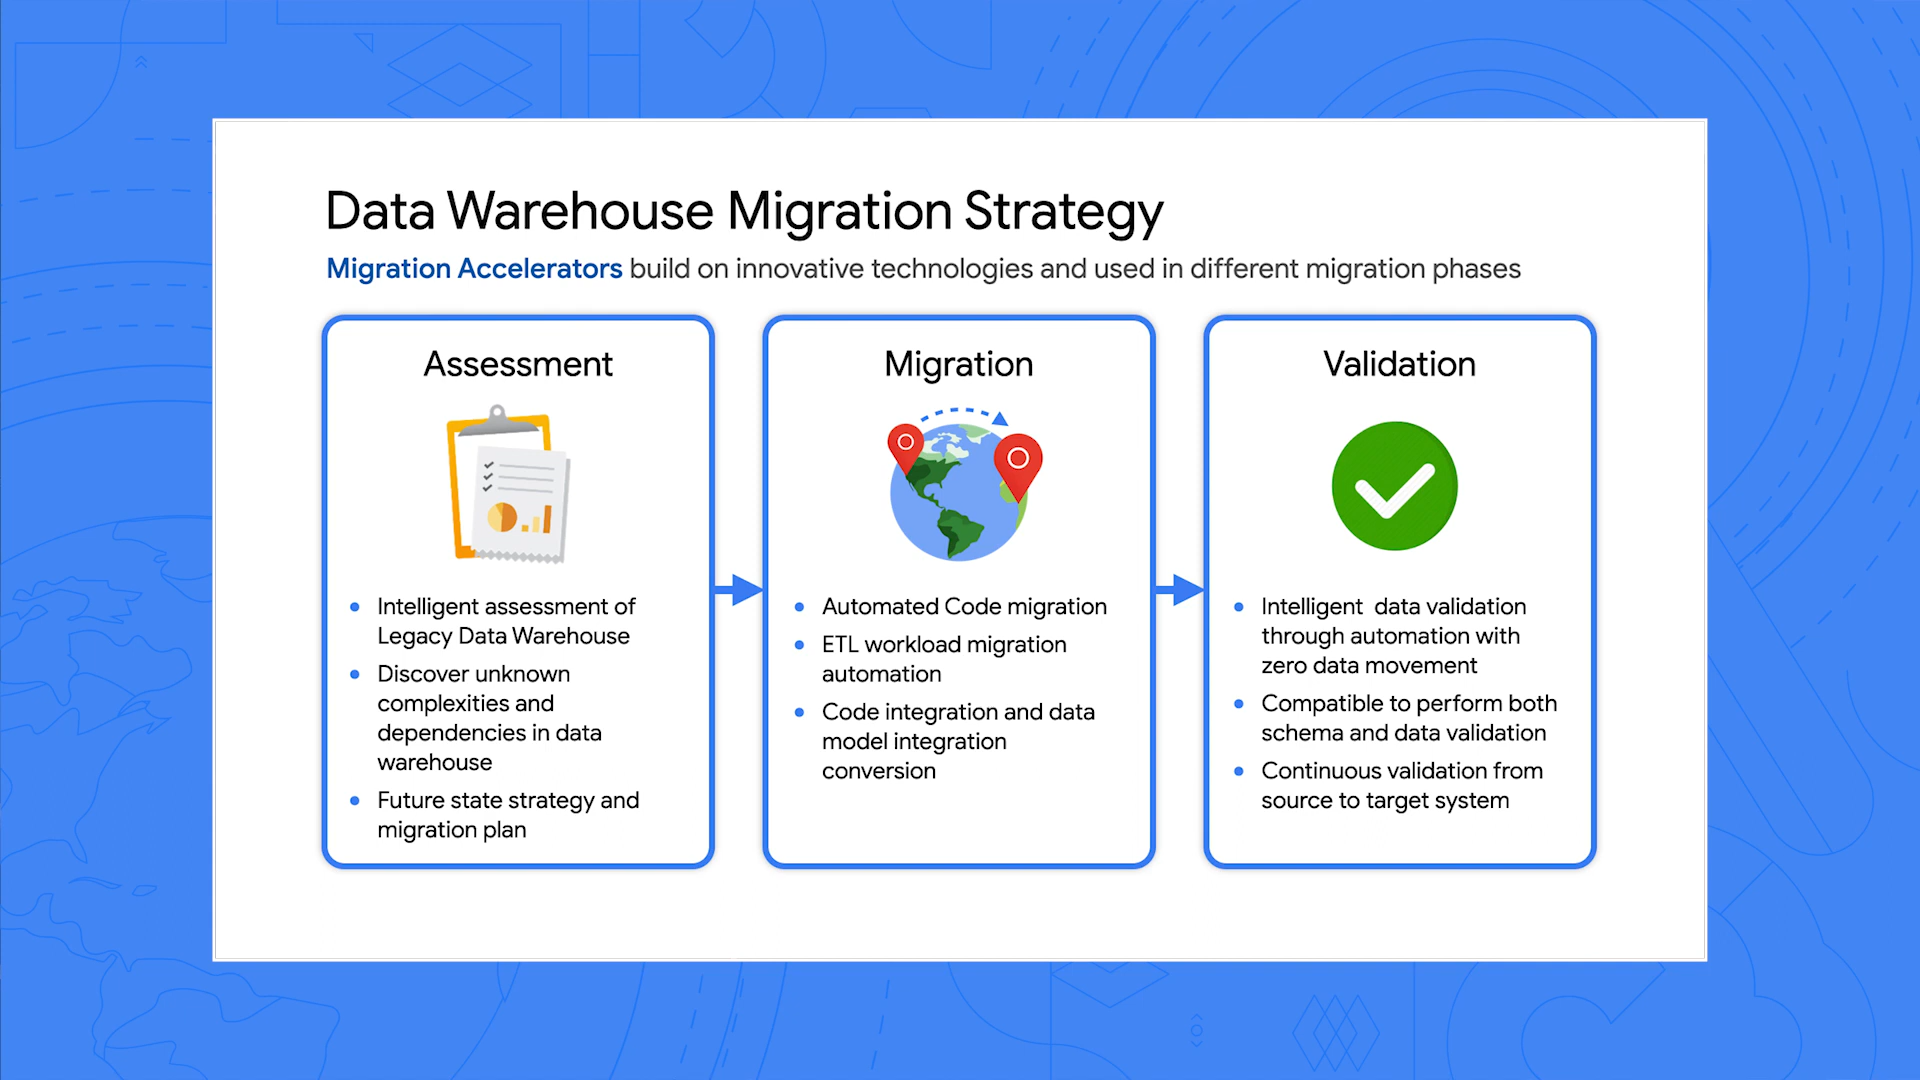 Data Warehouse Migration Strategy
Migration Accelerators build on innovative technologies and used in different migration phases
Assessment
Intelligent assessment of
Legacy Data Warehouse
Discover unknown
complexities and
dependencies in data
warehouse
Future state strategy and
migration plan
Migration
Automated Code migration
ETL workload migration
automation
Code integration and data
model integration
conversion
Validation
Intelligent  data validation
through automation with
zero data movement
Compatible to perform both
schema and data validation
Continuous validation from
source to target system